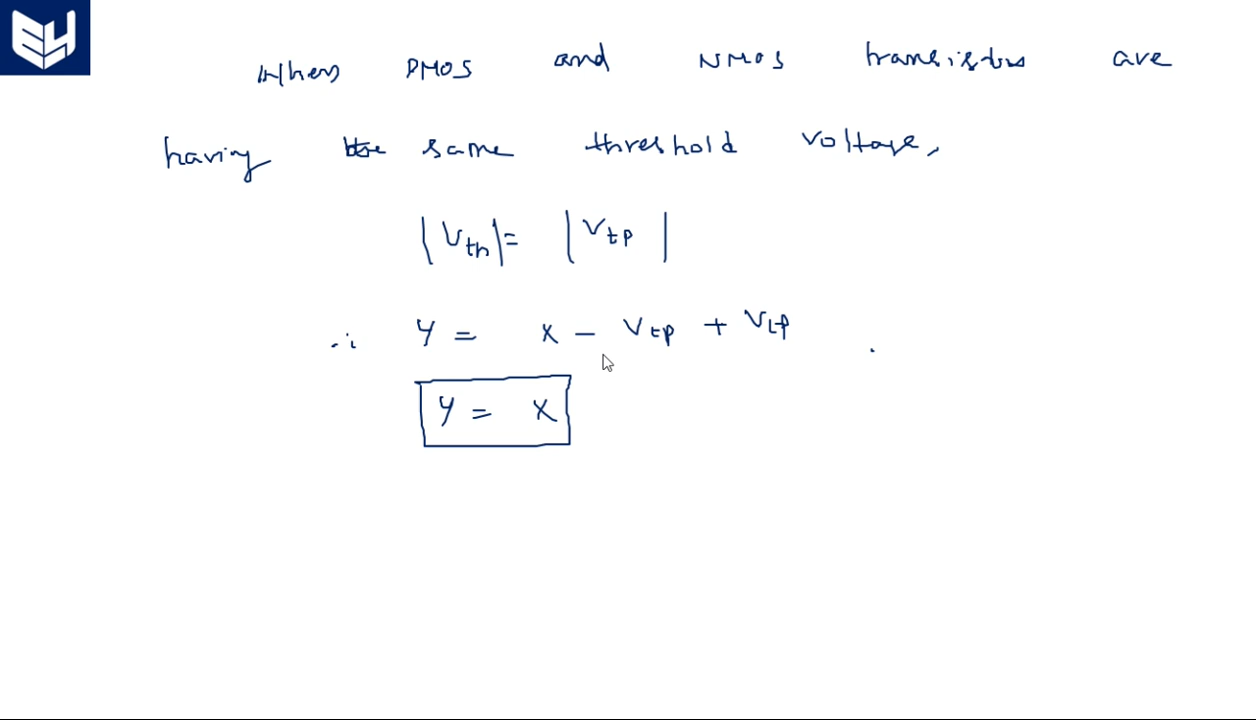 When PMOS and NMOS transistors are
having the same threshold voltage,
|Vtn| = |Vtp|
∴ Y = X - Vtp + Vtp
Y = X